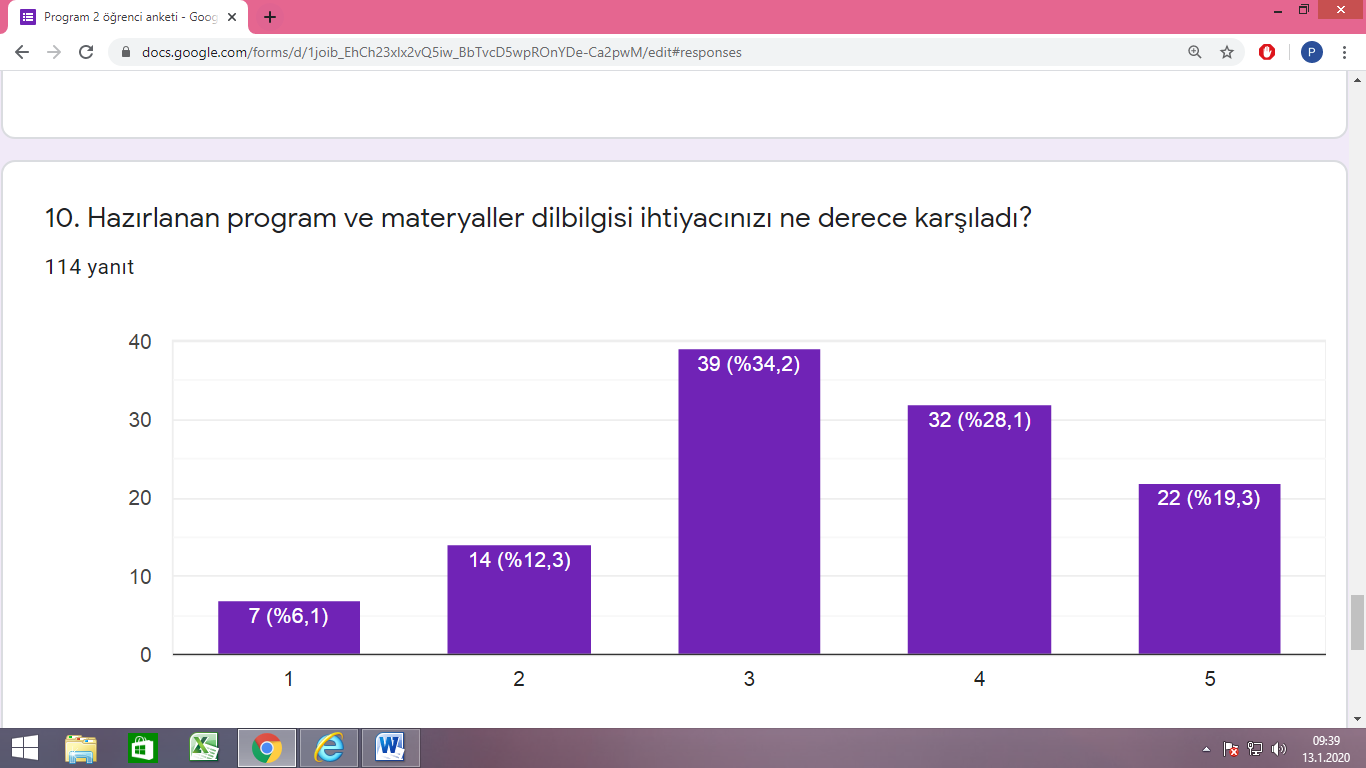 Program 2 öğrenci anketi - Goog
docs.google.com/forms/d/1joib_EhCh23xlx2vQ5iw_BbTvcD5wpROnYDe-Ca2pwM/edit#responses
P
10. Hazırlanan program ve materyaller dilbilgisi ihtiyacınızı ne derece karşıladı?
114 yanıt
40
30
20
10
0
7 (%6,1)
14 (%12,3)
39 (%34,2)
32 (%28,1)
22 (%19,3)
1 2 3 4 5
09:39
13.1.2020